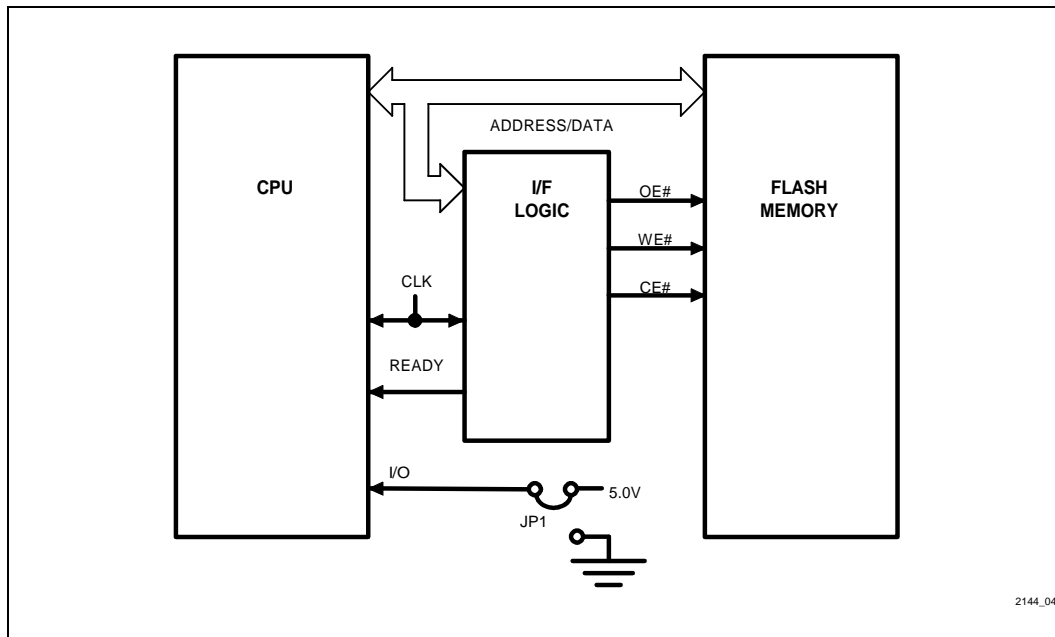 ADDRESS/DATA
CPU
I/F
LOGIC
FLASH
MEMORY
OE#
WE#
CE#
CLK
READY
I/O
5.0V
JP1
2144_04